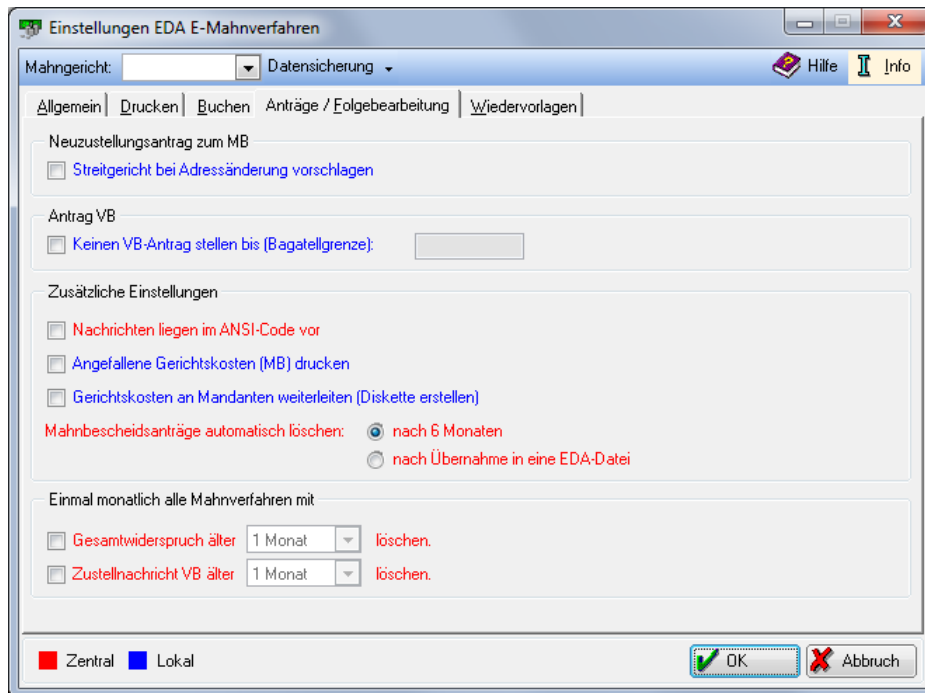 Einstellungen EDA E-Mahnverfahren
Mahngericht: Datensicherung Hilfe Info
Allgemein Drucken Buchen Anträge / Folgebearbeitung Wiedervorlagen
Neuzustellungsantrag zum MB
Streitgericht bei Adressänderung vorschlagen
Antrag VB
Keinen VB-Antrag stellen bis (Bagatellgrenze):
Zusätzliche Einstellungen
Nachrichten liegen im ANSI-Code vor
Angefallene Gerichtskosten (MB) drucken
Gerichtskosten an Mandanten weiterleiten (Diskette erstellen)
Mahnbescheidsanträge automatisch löschen: nach 6 Monaten
nach Übernahme in eine EDA-Datei
Einmal monatlich alle Mahnverfahren mit
Gesamtwiderspruch älter 1 Monat löschen.
Zustellnachricht VB älter 1 Monat löschen.
Zentral Lokal OK Abbruch